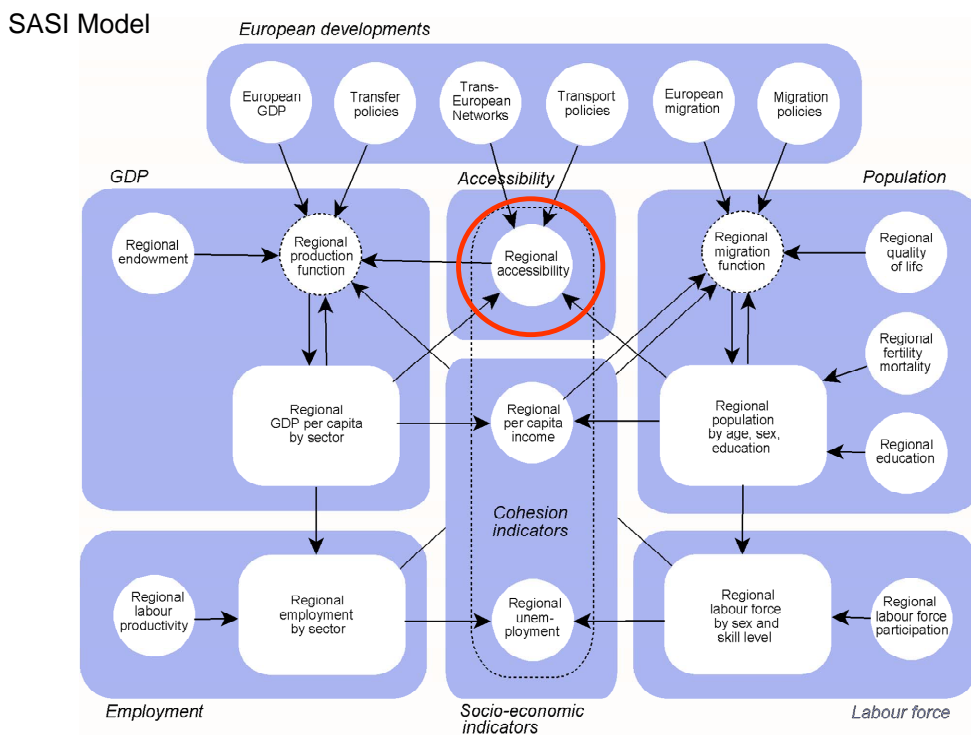 SASI Model
European developments
European
GDP
Transfer
policies
Trans-
European
Networks
Transport
policies
European
migration
Migration
policies
GDP
Accessibility
Population
Regional
endowment
Regional
production
function
Regional
accessibility
Regional
migration
function
Regional
quality
of life
Regional
fertility
mortality
Regional
GDP per capita
by sector
Regional
per capita
income
Regional
population
by age, sex,
education
Regional
education
Cohesion
indicators
Regional
labour
productivity
Regional
employment
by sector
Regional
unem-
ployment
Regional
labour force
by sex and
skill level
Regional
labour force
participation
Employment
Socio-economic
indicators
Labour force